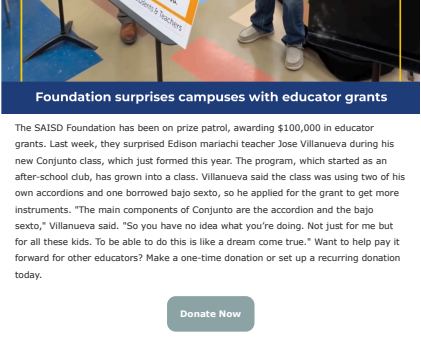 Students & Teachers
Foundation surprises campuses with educator grants
The SAISD Foundation has been on prize patrol, awarding $100,000 in educator
grants. Last week, they surprised Edison mariachi teacher Jose Villanueva during his
new Conjunto class, which just formed this year. The program, which started as an
after-school club, has grown into a class. Villanueva said the class was using two of his
own accordions and one borrowed bajo sexto, so he applied for the grant to get more
instruments. "The main components of Conjunto are the accordion and the bajo
sexto," Villanueva said. "So you have no idea what you’re doing. Not just for me but
for all these kids. To be able to do this is like a dream come true." Want to help pay it
forward for other educators? Make a one-time donation or set up a recurring donation
today.
Donate Now